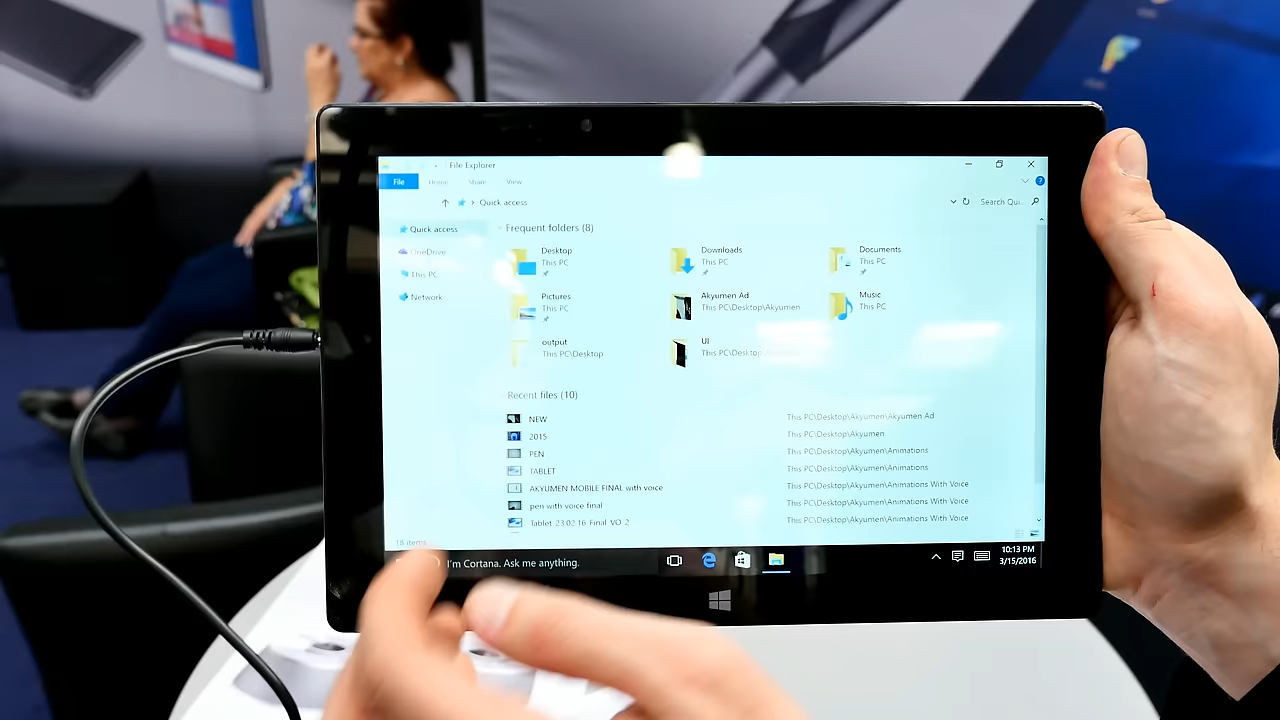 File Explorer
File Home Share View
Quick access
Search Qui...
Quick access
OneDrive
This PC
Network
Frequent folders (8)
Desktop
This PC
Downloads
This PC
Documents
This PC
Pictures
This PC
Akyumen Ad
This PC\Desktop\Akyumen
Music
This PC
output
This PC\Desktop
UI
This PC\Desktop
Recent files (10)
NEW This PC\Desktop\Akyumen\Akyumen Ad
2015 This PC\Desktop\Akyumen
PEN This PC\Desktop\Akyumen\Animations
TABLET This PC\Desktop\Akyumen\Animations
AKYUMEN MOBILE FINAL with voice This PC\Desktop\Akyumen\Animations With Voice
pen with voice final This PC\Desktop\Akyumen\Animations With Voice
Tablet 23.02.16 Final VO 2 This PC\Desktop\Akyumen\Animations With Voice
18 items
I'm Cortana. Ask me anything.
10:13 PM
3/15/2016